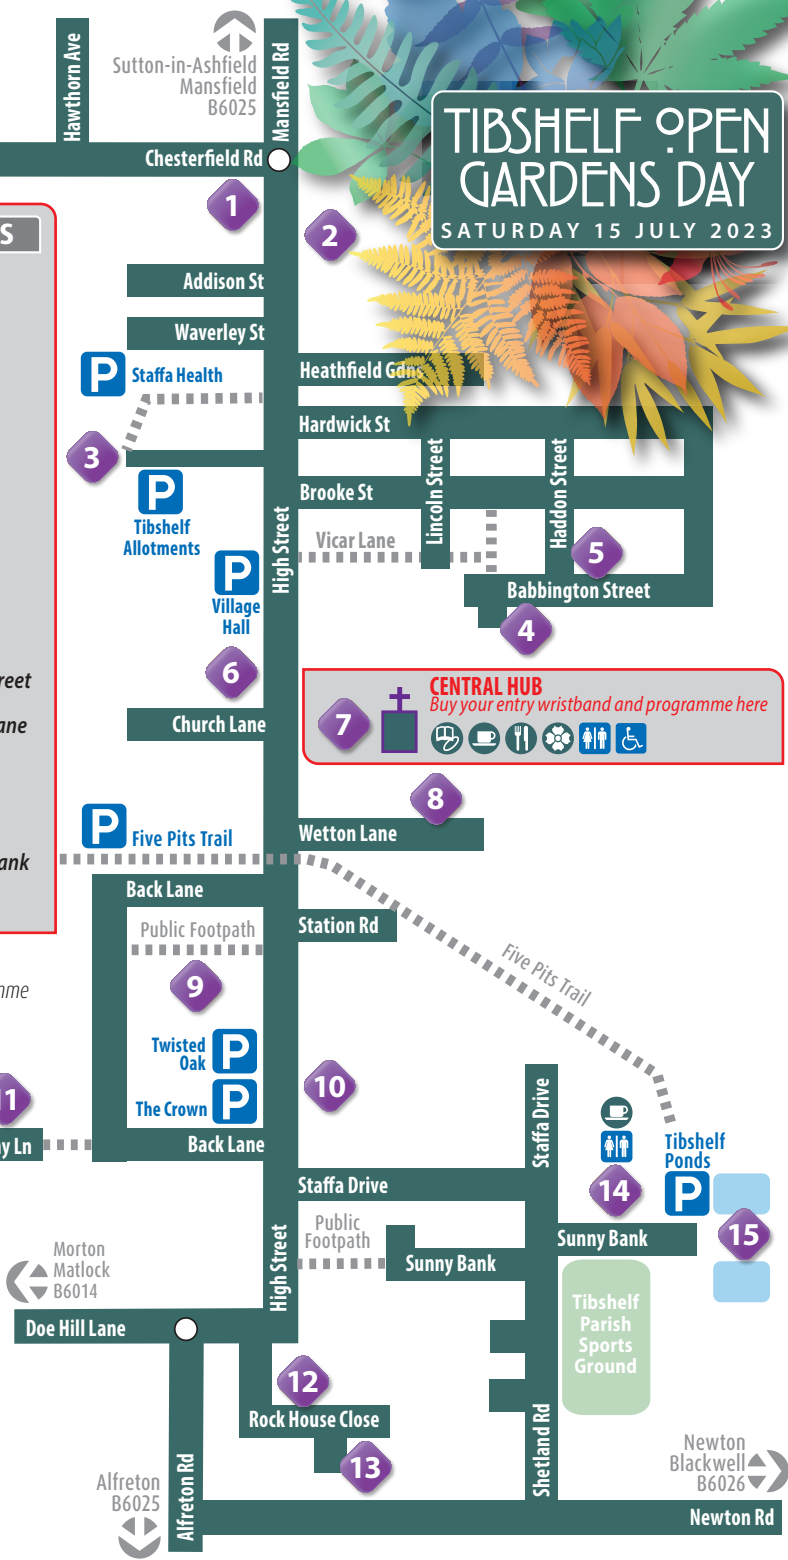 Hawthorn Ave
Sutton-in-Ashfield
Mansfield
B6025
Mansfield Rd
TIBSHELF OPEN
GARDENS DAY
SATURDAY 15 JULY 2023
Chesterfield Rd
1
2
S
Addison St
Waverley St
P
Staffa Health
Heathfield Gdns
Hardwick St
3
Lincoln Street
Haddon Street
P
Tibshelf
Allotments
Brooke St
High Street
Vicar Lane
5
P
Village
Hall
Babbington Street
4
6
reet
CENTRAL HUB
Buy your entry wristband and programme here
7
Church Lane
ane
8
P
Five Pits Trail
Wetton Lane
ank
Back Lane
Public Footpath
Station Rd
Five Pits Trail
9
mme
Twisted
Oak
P
The Crown
P
10
11
y Ln
Back Lane
Staffa Drive
Tibshelf
Ponds
P
14
Staffa Drive
Public
Footpath
High Street
Sunny Bank
Sunny Bank
15
Morton
Matlock
B6014
Tibshelf
Parish
Sports
Ground
Doe Hill Lane
12
Rock House Close
13
Shetland Rd
Newton
Blackwell
B6026
Alfreton
B6025
Alfreton Rd
Newton Rd